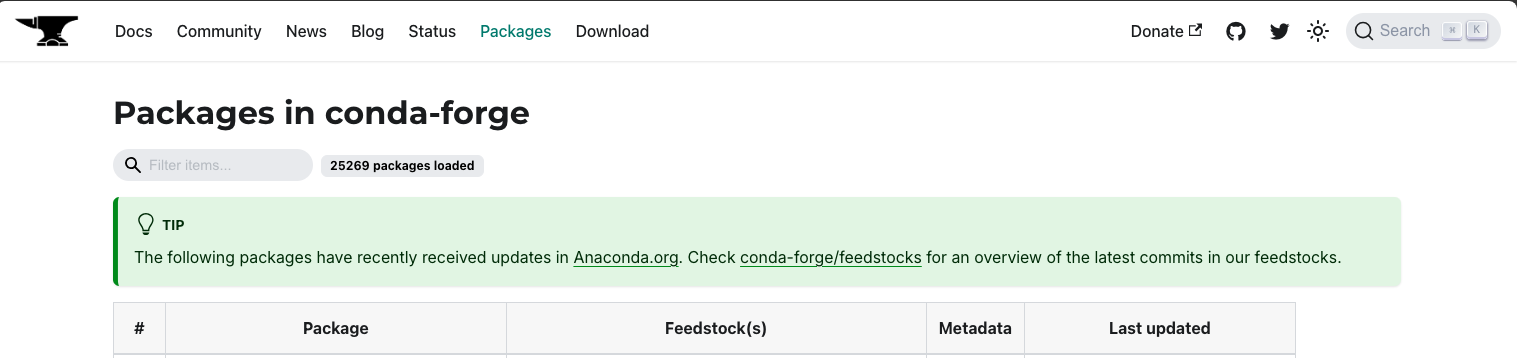 Docs Community News Blog Status Packages Download Donate Search ⌘ K
Packages in conda-forge
Filter items... 25269 packages loaded
TIP
The following packages have recently received updates in Anaconda.org. Check conda-forge/feedstocks for an overview of the latest commits in our feedstocks.
# Package Feedstock(s) Metadata Last updated